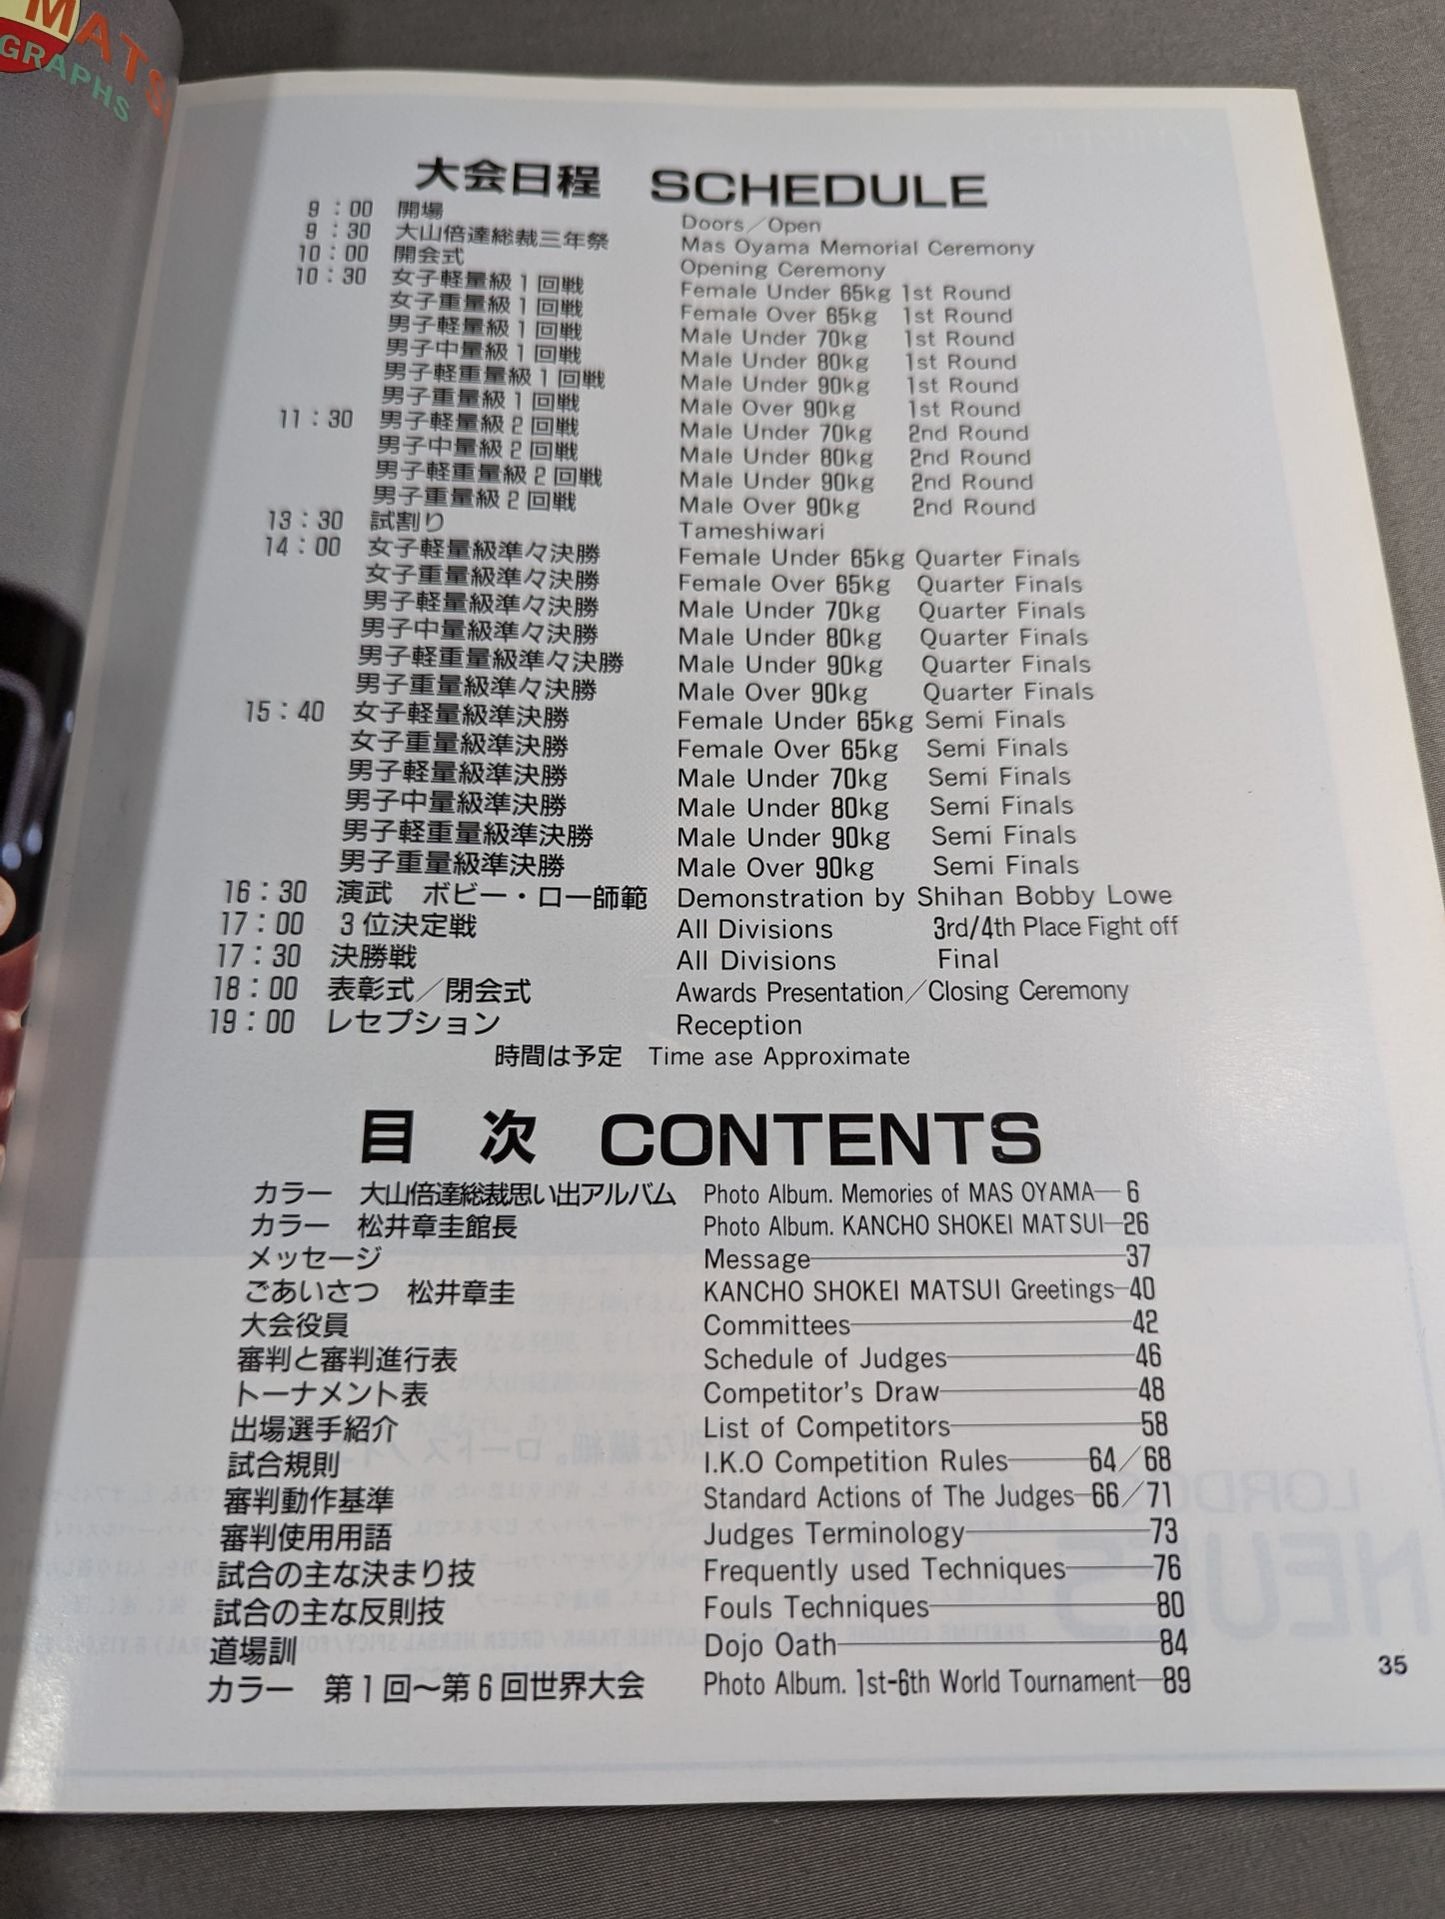 MATS
GRAPHS
大会日程 SCHEDULE
9:00 開場 Doors/Open
9:30 大山倍達総裁三年祭 Mas Oyama Memorial Ceremony
10:00 開会式 Opening Ceremony
10:30 女子軽量級1回戦 Female Under 65kg 1st Round
女子重量級1回戦 Female Over 65kg 1st Round
男子軽量級1回戦 Male Under 70kg 1st Round
男子中量級1回戦 Male Under 80kg 1st Round
男子軽重量級1回戦 Male Under 90kg 1st Round
男子重量級1回戦 Male Over 90kg 1st Round
11:30 男子軽量級2回戦 Male Under 70kg 2nd Round
男子中量級2回戦 Male Under 80kg 2nd Round
男子軽重量級2回戦 Male Under 90kg 2nd Round
男子重量級2回戦 Male Over 90kg 2nd Round
13:30 試割り Tameshiwari
14:00 女子軽量級準々決勝 Female Under 65kg Quarter Finals
女子重量級準々決勝 Female Over 65kg Quarter Finals
男子軽量級準々決勝 Male Under 70kg Quarter Finals
男子中量級準々決勝 Male Under 80kg Quarter Finals
男子軽重量級準々決勝 Male Under 90kg Quarter Finals
男子重量級準々決勝 Male Over 90kg Quarter Finals
15:40 女子軽量級準決勝 Female Under 65kg Semi Finals
女子重量級準決勝 Female Over 65kg Semi Finals
男子軽量級準決勝 Male Under 70kg Semi Finals
男子中量級準決勝 Male Under 80kg Semi Finals
男子軽重量級準決勝 Male Under 90kg Semi Finals
男子重量級準決勝 Male Over 90kg Semi Finals
16:30 演武 ボビー・ロー師範 Demonstration by Shihan Bobby Lowe
17:00 3位決定戦 All Divisions 3rd/4th Place Fight off
17:30 決勝戦 All Divisions Final
18:00 表彰式/閉会式 Awards Presentation/Closing Ceremony
19:00 レセプション Reception
時間は予定 Time ase Approximate
目次 CONTENTS
カラー 大山倍達総裁思い出アルバム Photo Album. Memories of MAS OYAMA—6
カラー 松井章圭館長 Photo Album. KANCHO SHOKEI MATSUI—26
メッセージ Message—37
ごあいさつ 松井章圭 KANCHO SHOKEI MATSUI Greetings—40
大会役員 Committees—42
審判と審判進行表 Schedule of Judges—46
トーナメント表 Competitor's Draw—48
出場選手紹介 List of Competitors—58
試合規則 I.K.O Competition Rules—64/68
審判動作基準 Standard Actions of The Judges—66/71
審判使用用語 Judges Terminology—73
試合の主な決まり技 Frequently used Techniques—76
試合の主な反則技 Fouls Techniques—80
道場訓 Dojo Oath—84
カラー 第1回～第6回世界大会 Photo Album. 1st-6th World Tournament—89
35